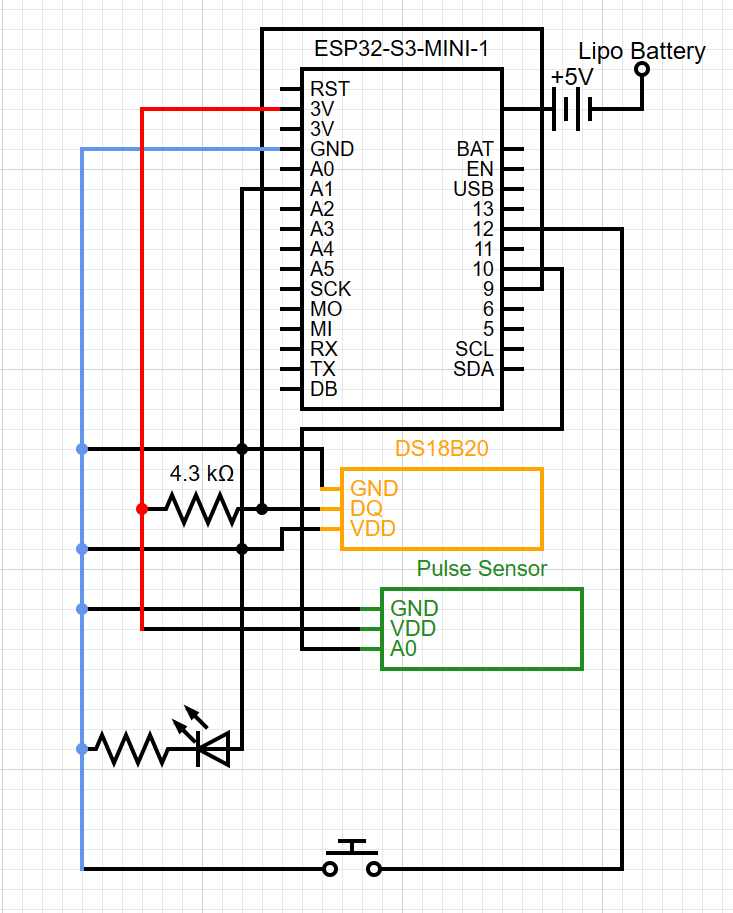 ESP32-S3-MINI-1
Lipo Battery
+5V
RST
3V
3V
GND
A0
A1
A2
A3
A4
A5
SCK
MO
MI
RX
TX
DB
BAT
EN
USB
13
12
11
10
9
6
5
SCL
SDA
DS18B20
4.3 kΩ
GND
DQ
VDD
Pulse Sensor
GND
VDD
A0